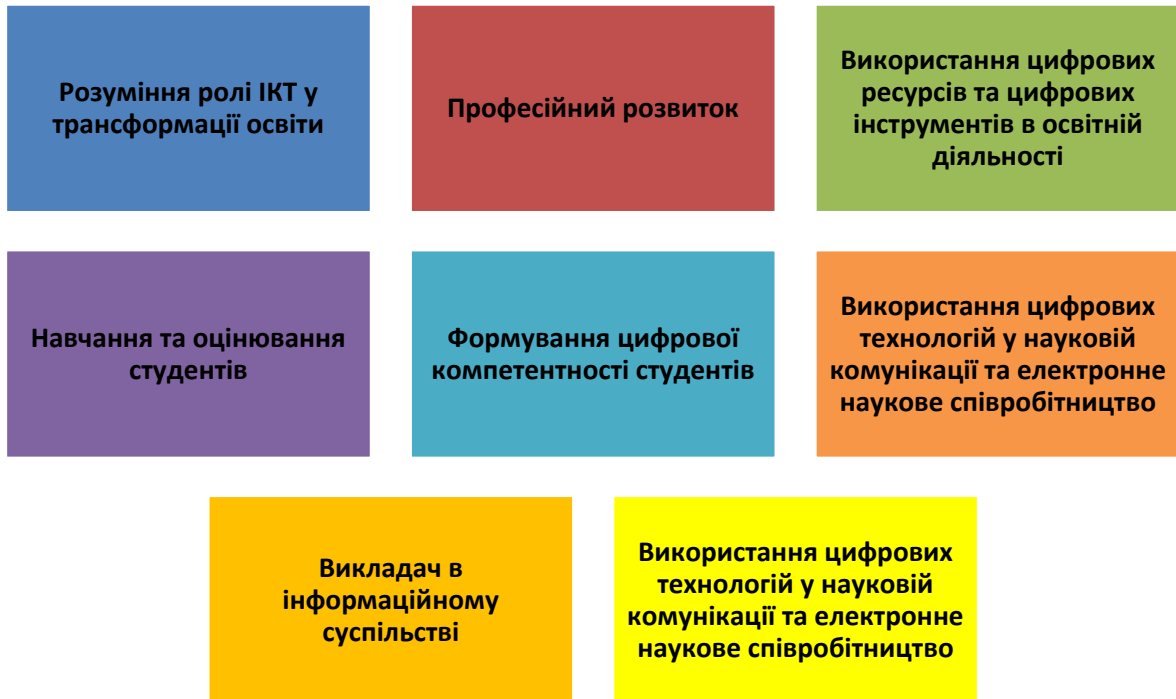 Розуміння ролі ІКТ у
трансформації освіти
Професійний розвиток
Використання цифрових
ресурсів та цифрових
інструментів в освітній
діяльності
Навчання та оцінювання
студентів
Формування цифрової
компетентності студентів
Використання цифрових
технологій у науковій
комунікації та електронне
наукове співробітництво
Викладач в
інформаційному
суспільстві
Використання цифрових
технологій у науковій
комунікації та електронне
наукове співробітництво